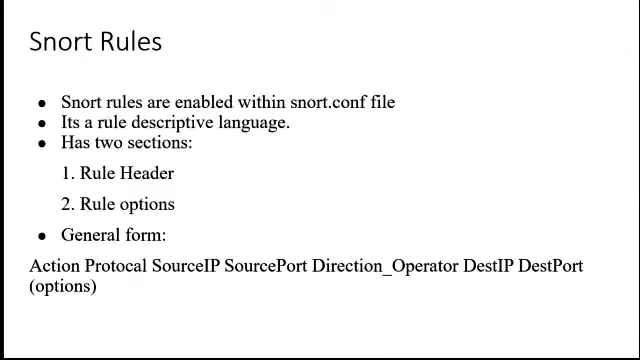 Snort Rules
● Snort rules are enabled within snort.conf file
● Its a rule descriptive language.
● Has two sections:
1. Rule Header
2. Rule options
● General form:
Action Protocal SourceIP SourcePort Direction_Operator DestIP DestPort
(options)